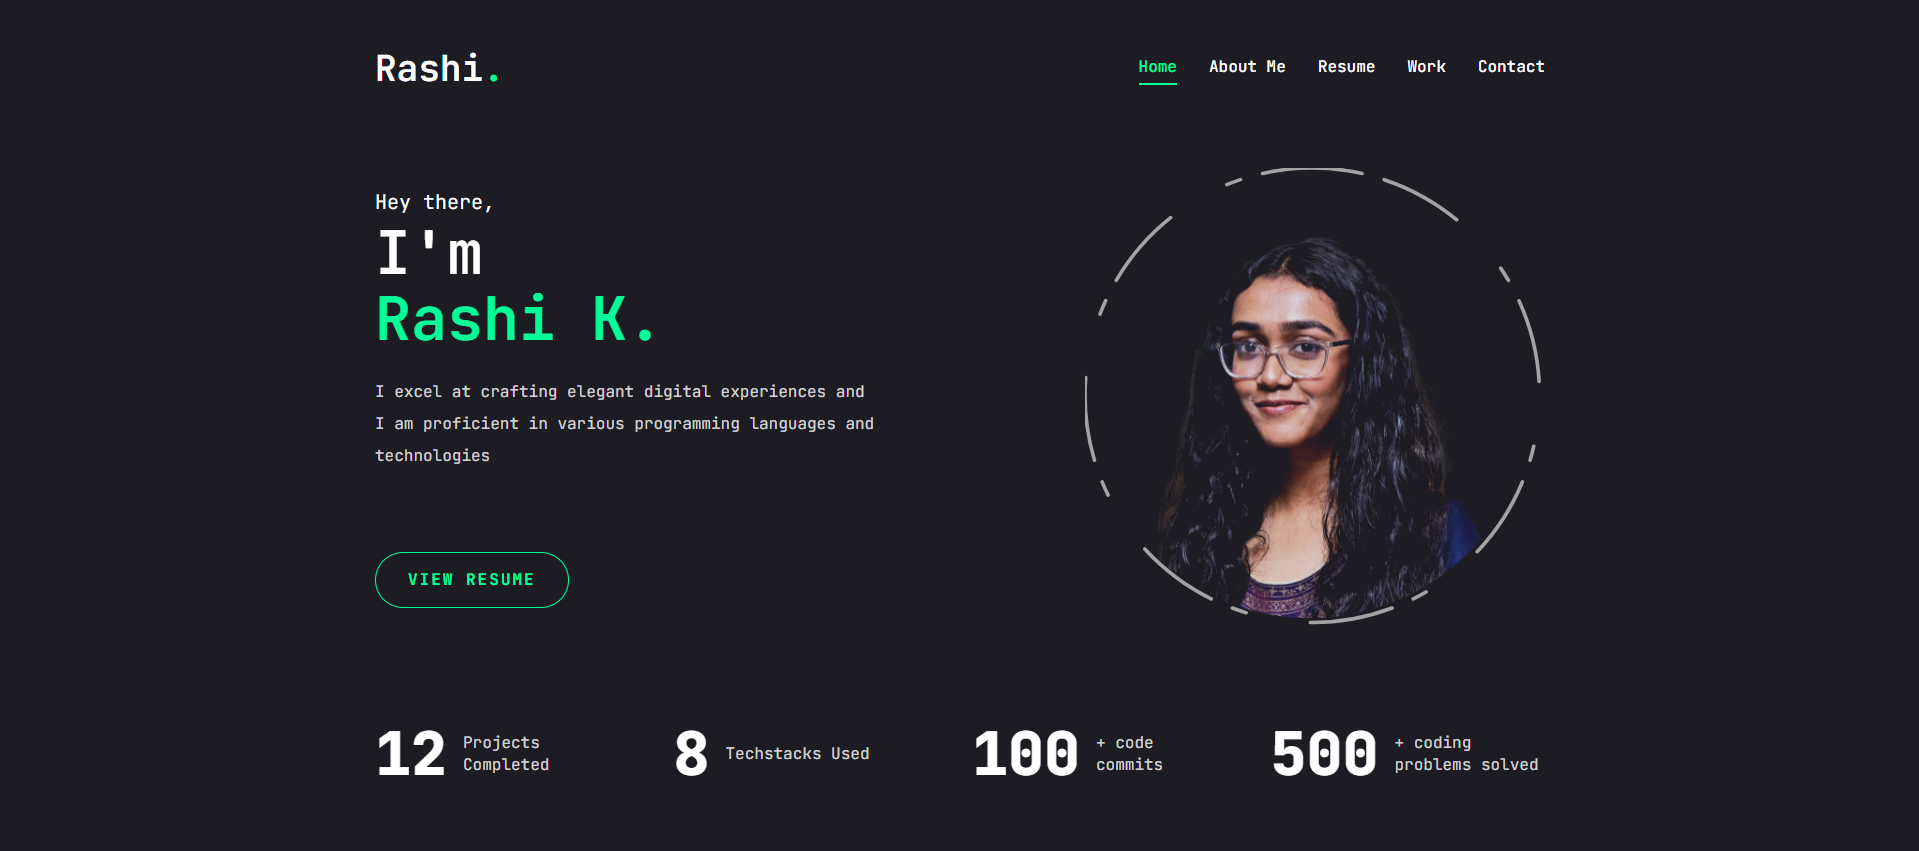 Rashi.
Home About Me Resume Work Contact
Hey there,
I'm
Rashi K.
I excel at crafting elegant digital experiences and
I am proficient in various programming languages and
technologies
VIEW RESUME
12 Projects
Completed
8 Techstacks Used
100 + code
commits
500 + coding
problems solved